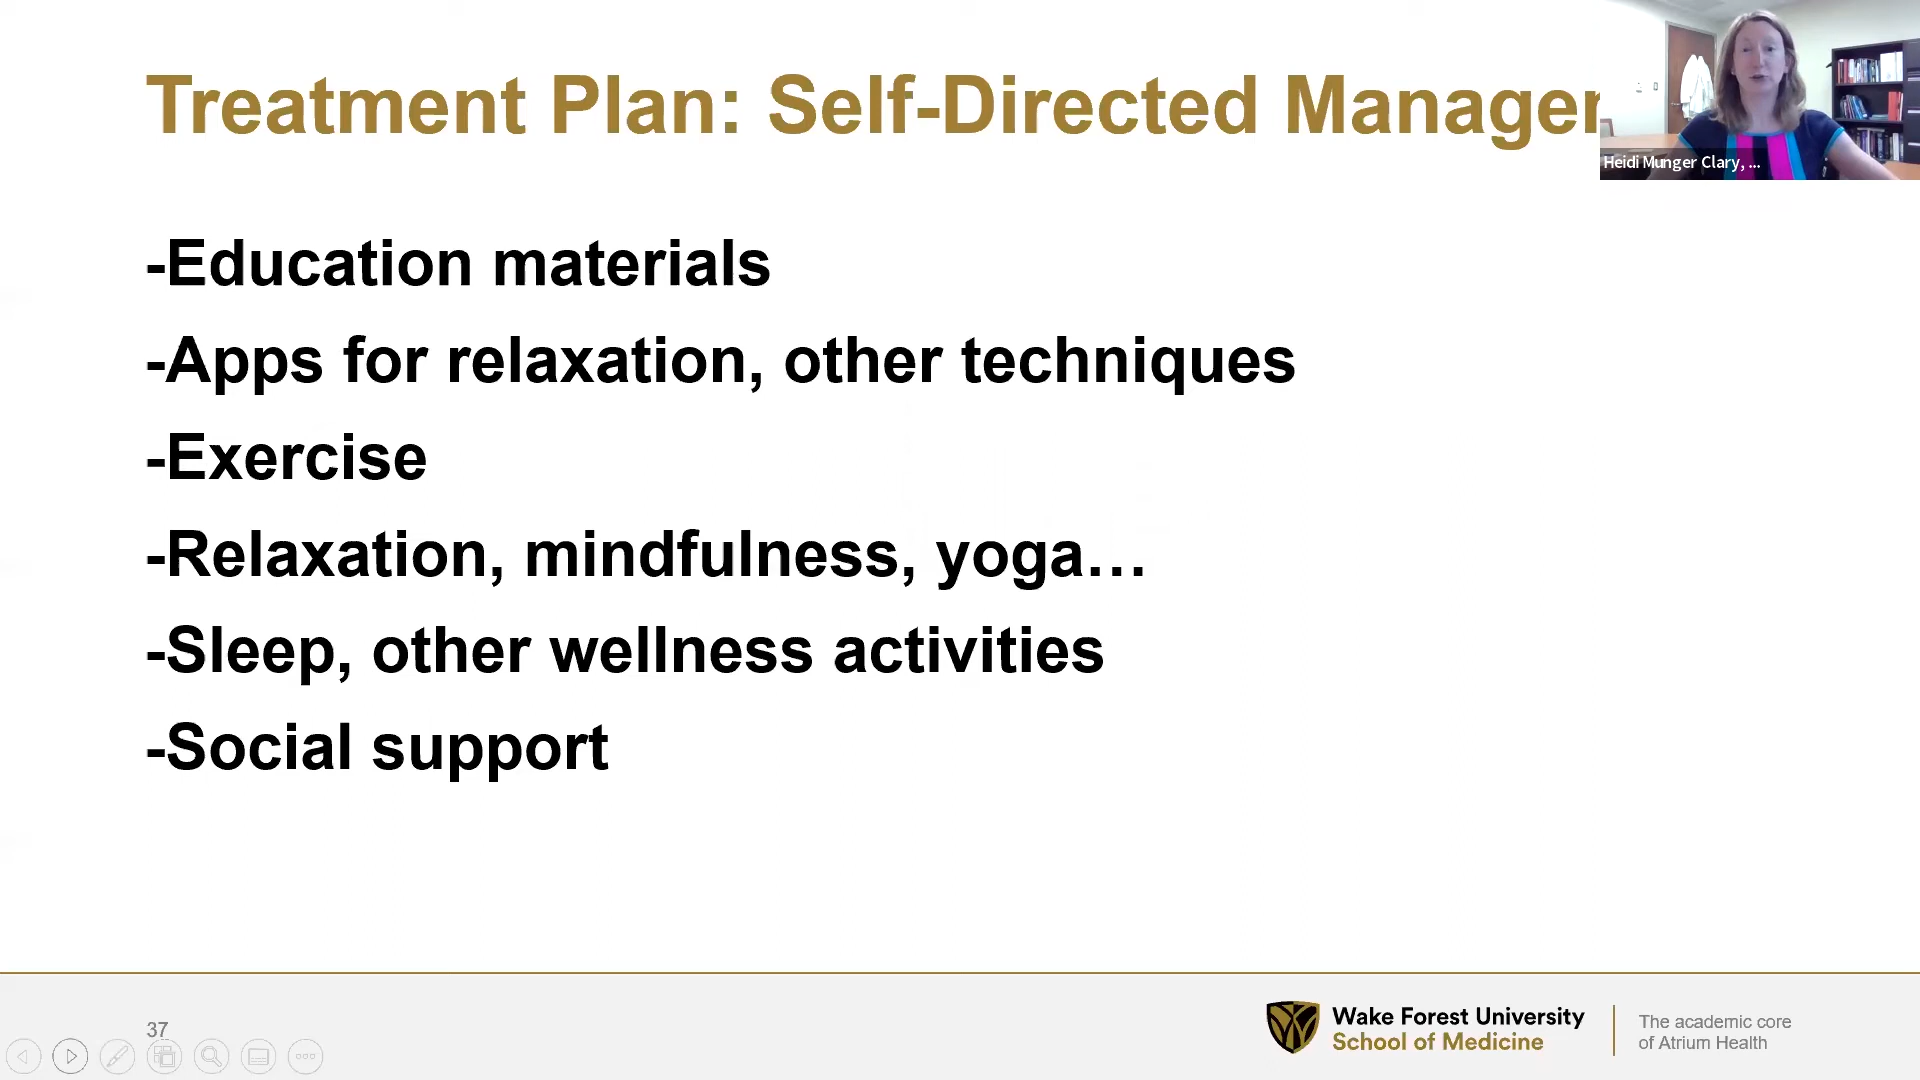 Treatment Plan: Self-Directed Manager
Heidi Munger Clary, ...
-Education materials
-Apps for relaxation, other techniques
-Exercise
-Relaxation, mindfulness, yoga…
-Sleep, other wellness activities
-Social support
37
Wake Forest University
School of Medicine
The academic core
of Atrium Health